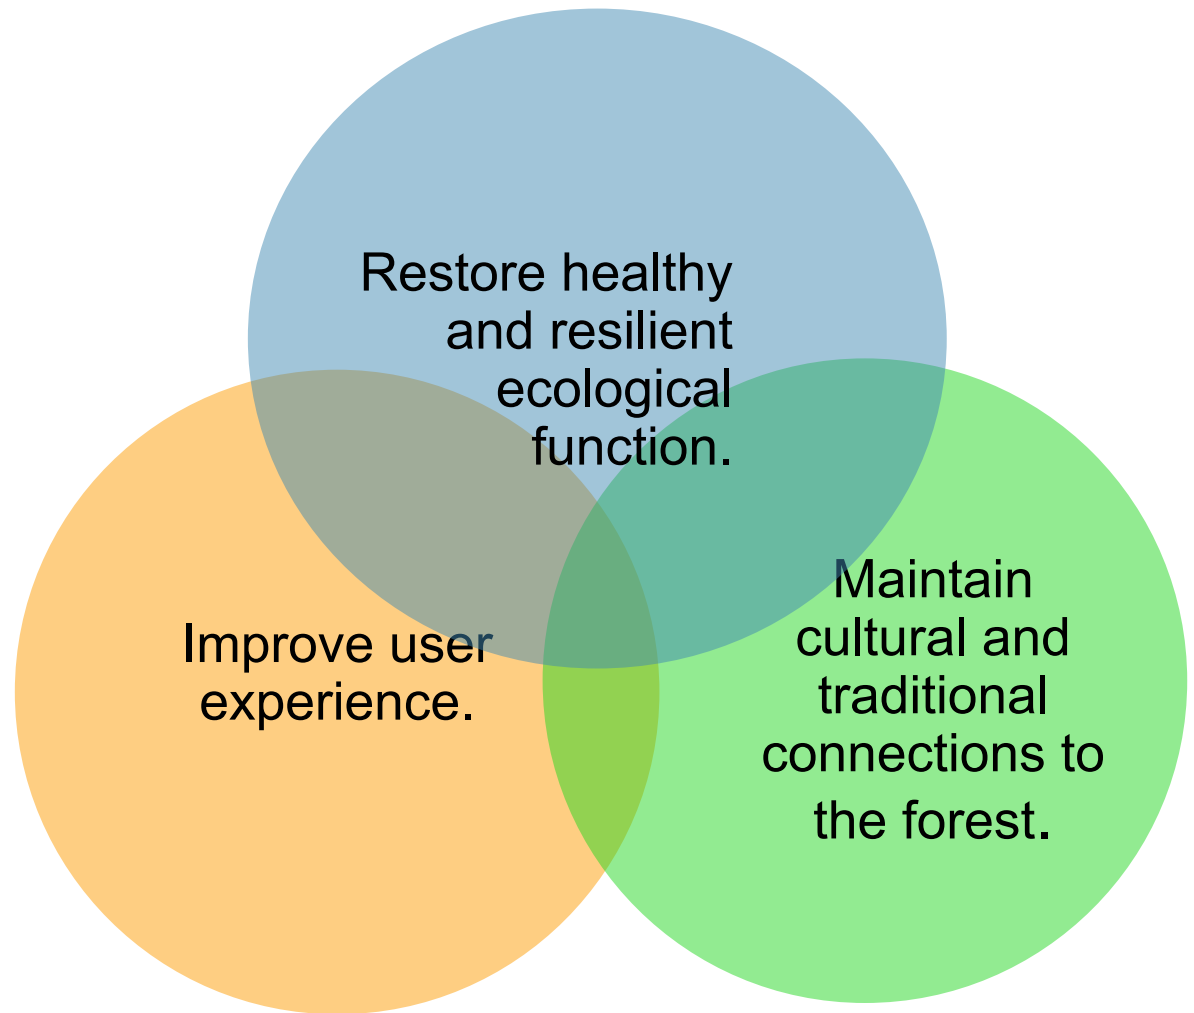 Restore healthy
and resilient
ecological
function.
Improve user
experience.
Maintain
cultural and
traditional
connections to
the forest.